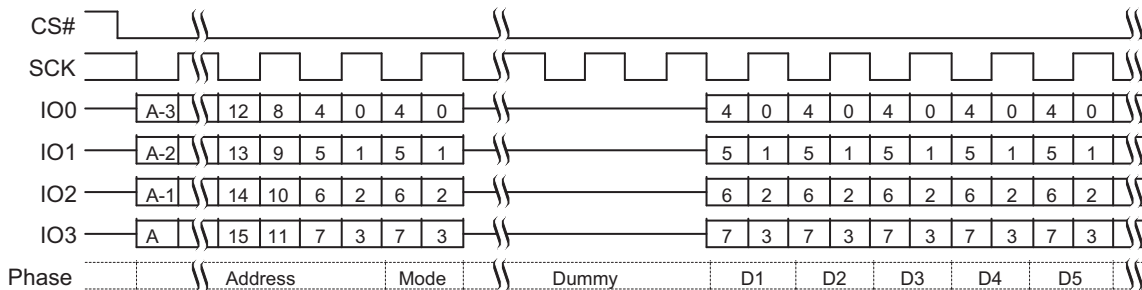 CS#
SCK
IO0 A-3 12 8 4 0 4 0 4 0 4 0 4 0 4 0 4 0
IO1 A-2 13 9 5 1 5 1 5 1 5 1 5 1 5 1 5 1
IO2 A-1 14 10 6 2 6 2 6 2 6 2 6 2 6 2 6 2
IO3 A 15 11 7 3 7 3 7 3 7 3 7 3 7 3 7 3
Phase Address Mode Dummy D1 D2 D3 D4 D5